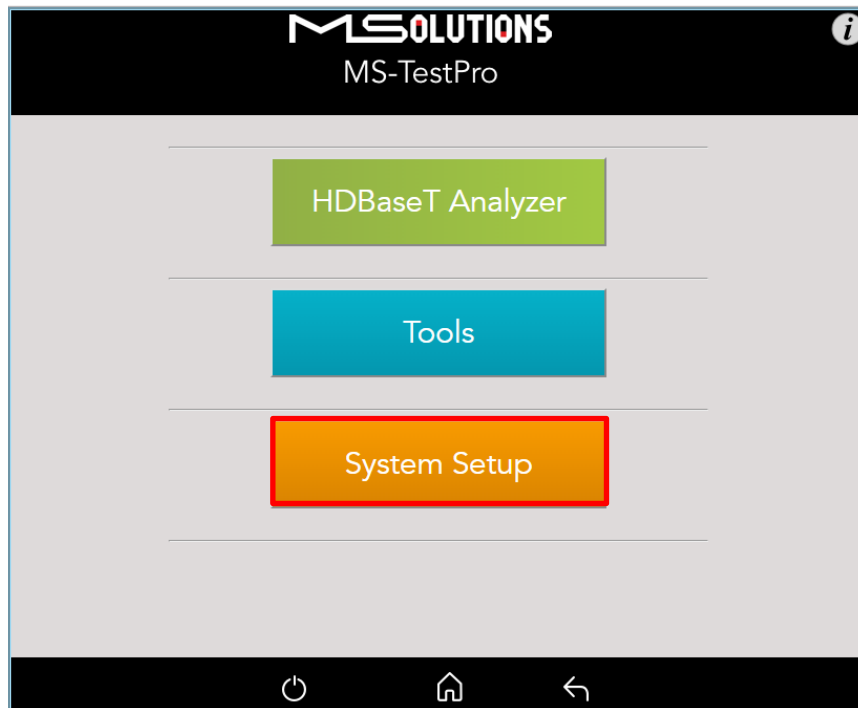 MSOLUTIONS
MS-TestPro
i
HDBaseT Analyzer
Tools
System Setup